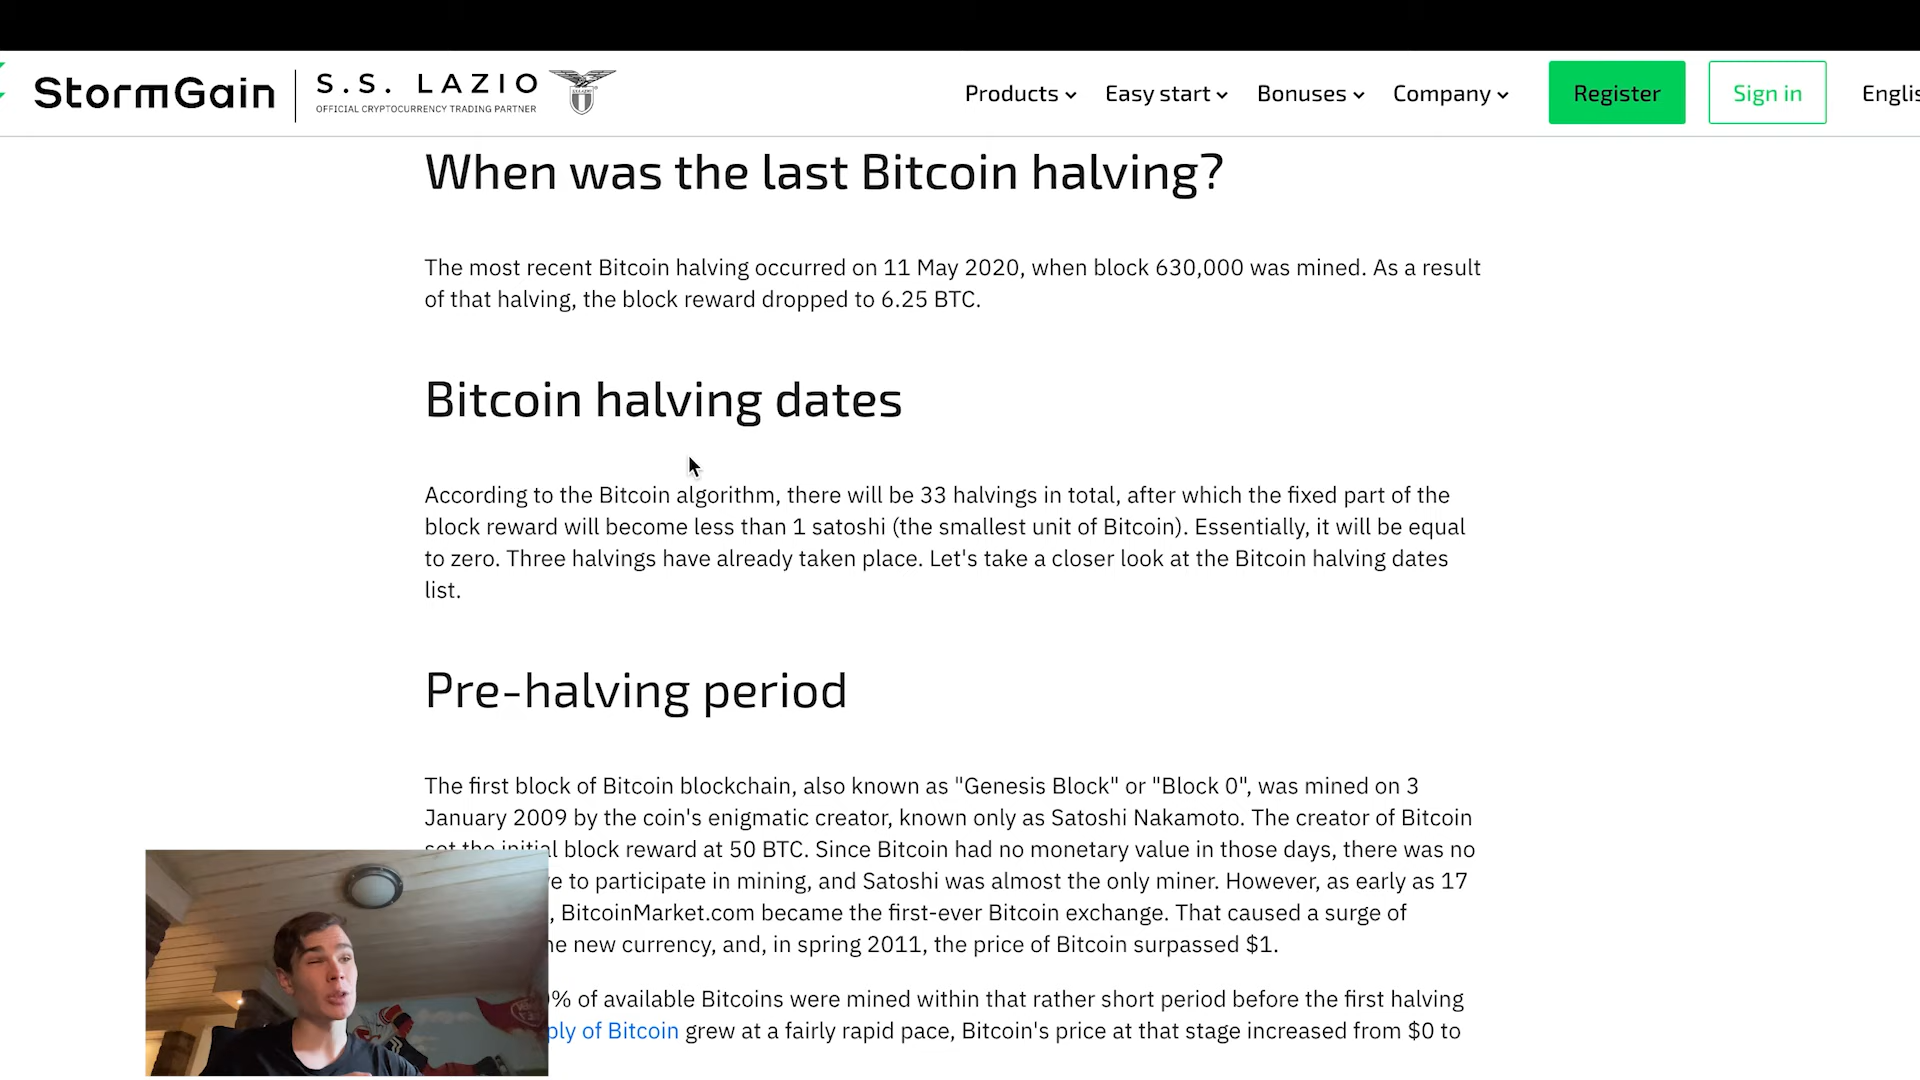 StormGain
S.S. LAZIO
OFFICIAL CRYPTOCURRENCY TRADING PARTNER
Products
Easy start
Bonuses
Company
Register
Sign in
When was the last Bitcoin halving?
The most recent Bitcoin halving occurred on 11 May 2020, when block 630,000 was mined. As a result
of that halving, the block reward dropped to 6.25 BTC.
Bitcoin halving dates
According to the Bitcoin algorithm, there will be 33 halvings in total, after which the fixed part of the
block reward will become less than 1 satoshi (the smallest unit of Bitcoin). Essentially, it will be equal
to zero. Three halvings have already taken place. Let's take a closer look at the Bitcoin halving dates
list.
Pre-halving period
The first block of Bitcoin blockchain, also known as "Genesis Block" or "Block 0", was mined on 3
January 2009 by the coin's enigmatic creator, known only as Satoshi Nakamoto. The creator of Bitcoin
set the initial block reward at 50 BTC. Since Bitcoin had no monetary value in those days, there was no
to participate in mining, and Satoshi was almost the only miner. However, as early as 17
, BitcoinMarket.com became the first-ever Bitcoin exchange. That caused a surge of
new currency, and, in spring 2011, the price of Bitcoin surpassed $1.
% of available Bitcoins were mined within that rather short period before the first halving
of Bitcoin grew at a fairly rapid pace, Bitcoin's price at that stage increased from $0 to